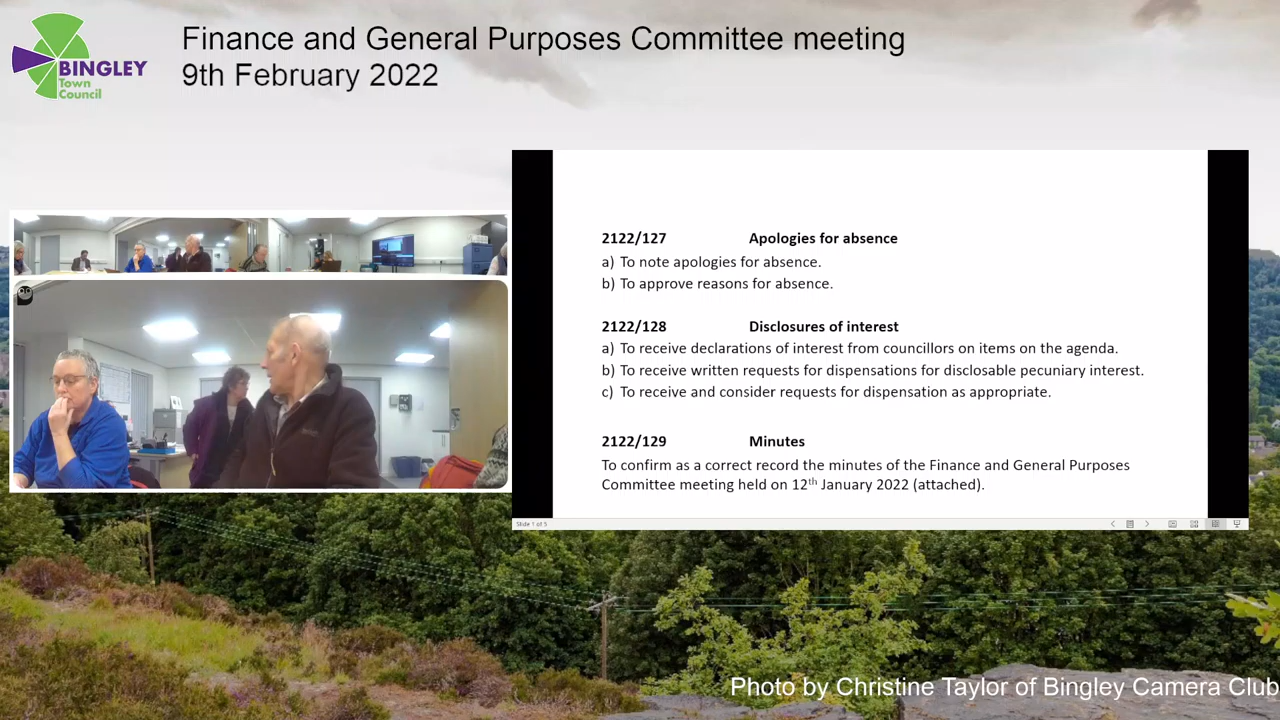 Finance and General Purposes Committee meeting
9th February 2022
BINGLEY
Town
Council
2122/127 Apologies for absence
a) To note apologies for absence.
b) To approve reasons for absence.
2122/128 Disclosures of interest
a) To receive declarations of interest from councillors on items on the agenda.
b) To receive written requests for dispensations for disclosable pecuniary interest.
c) To receive and consider requests for dispensation as appropriate.
2122/129 Minutes
To confirm as a correct record the minutes of the Finance and General Purposes
Committee meeting held on 12th January 2022 (attached).
Slide 1 of 5
Photo by Christine Taylor of Bingley Camera Club